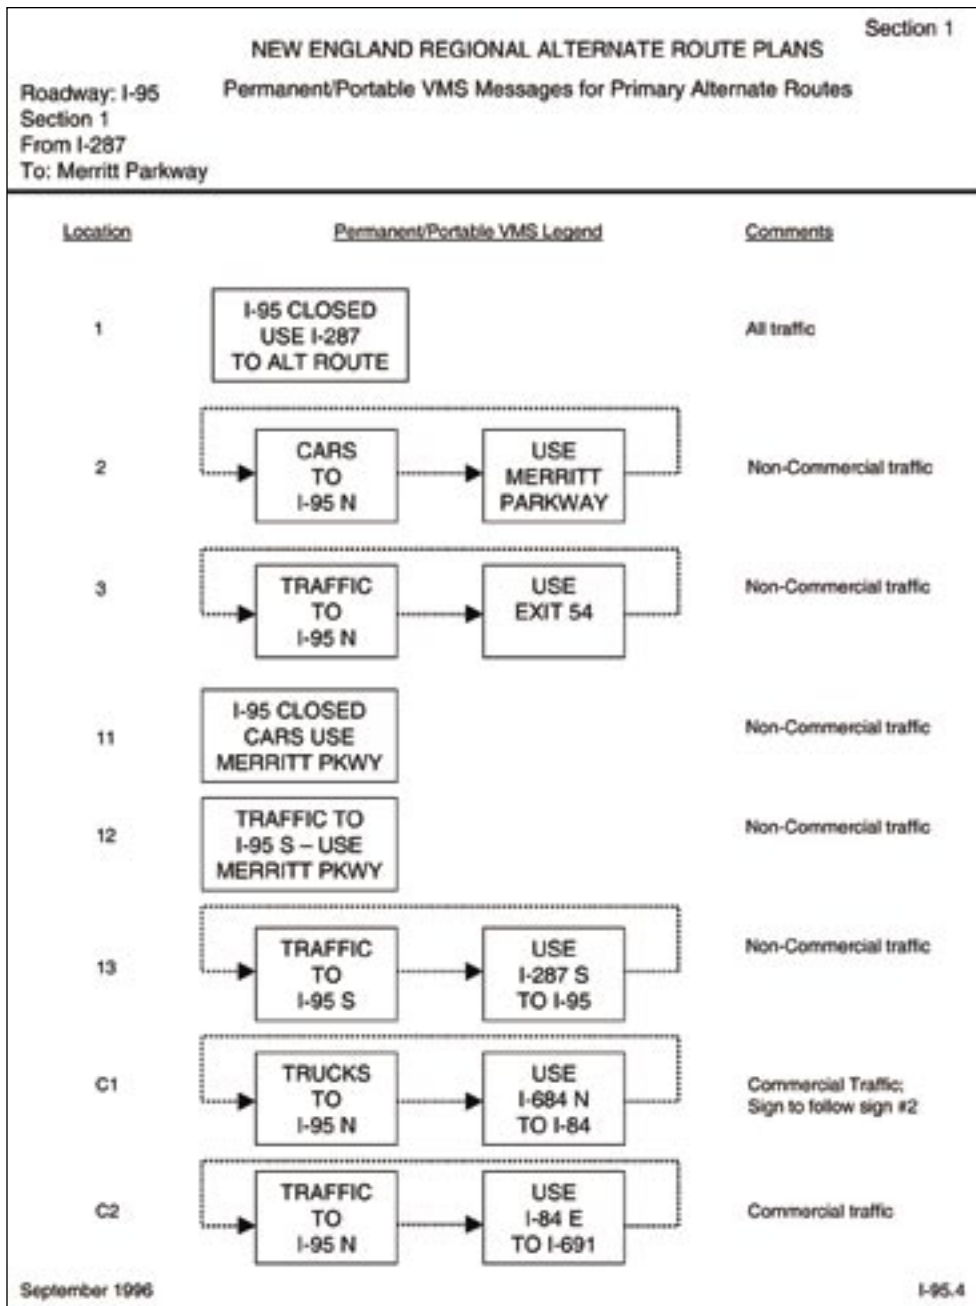 Section 1
NEW ENGLAND REGIONAL ALTERNATE ROUTE PLANS
Permanent/Portable VMS Messages for Primary Alternate Routes
Roadway: I-95
Section 1
From I-287
To: Merritt Parkway
Location
Permanent/Portable VMS Legend
Comments
1
I-95 CLOSED
USE I-287
TO ALT ROUTE
All traffic
2
CARS
TO
I-95 N
USE
MERRITT
PARKWAY
Non-Commercial traffic
3
TRAFFIC
TO
I-95 N
USE
EXIT 54
Non-Commercial traffic
11
I-95 CLOSED
CARS USE
MERRITT PKWY
Non-Commercial traffic
12
TRAFFIC TO
I-95 S – USE
MERRITT PKWY
Non-Commercial traffic
13
TRAFFIC
TO
I-95 S
USE
I-287 S
TO I-95
Non-Commercial traffic
C1
TRUCKS
TO
I-95 N
USE
I-684 N
TO I-84
Commercial Traffic;
Sign to follow sign #2
C2
TRAFFIC
TO
I-95 N
USE
I-84 E
TO I-691
Commercial traffic
September 1996
I-95.4